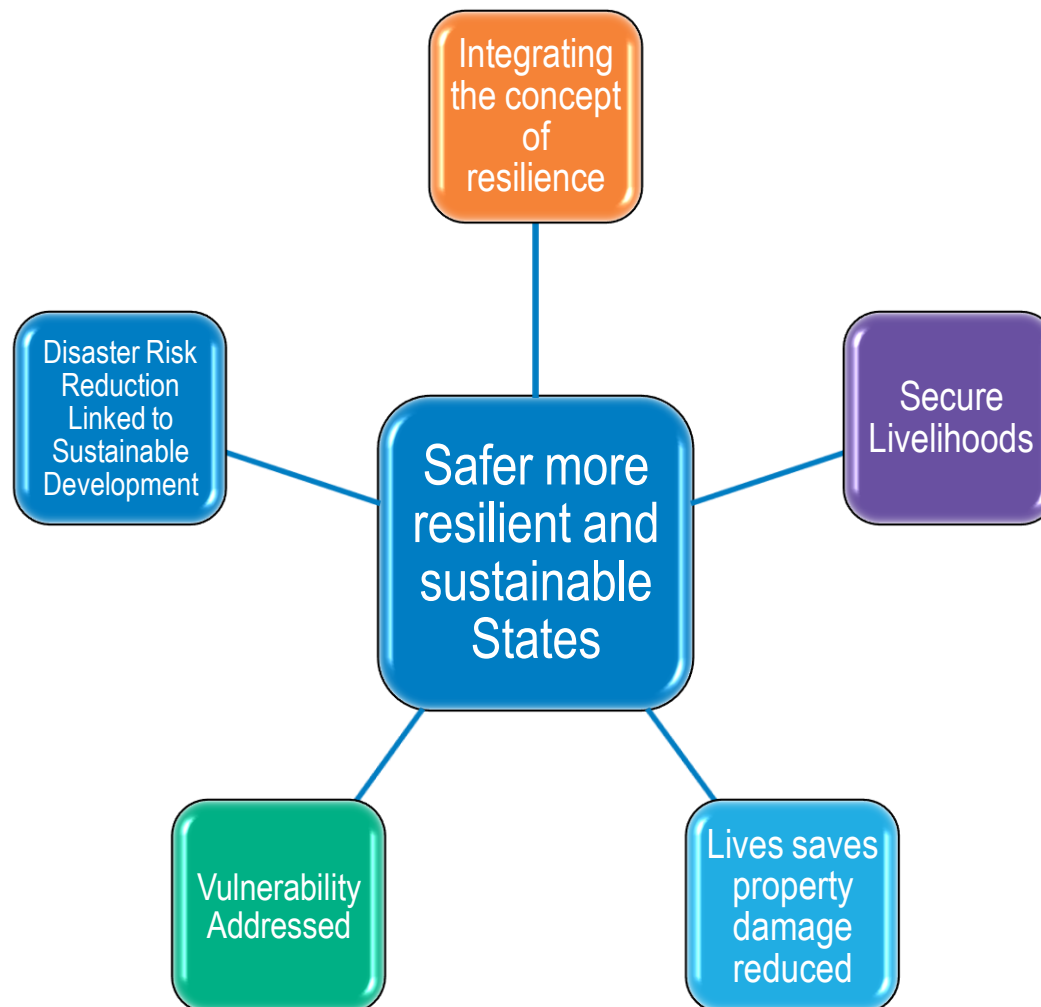 Integrating
the concept
of
resilience
Disaster Risk
Reduction
Linked to
Sustainable
Development
Secure
Livelihoods
Safer more
resilient and
sustainable
States
Vulnerability
Addressed
Lives saves
property
damage
reduced